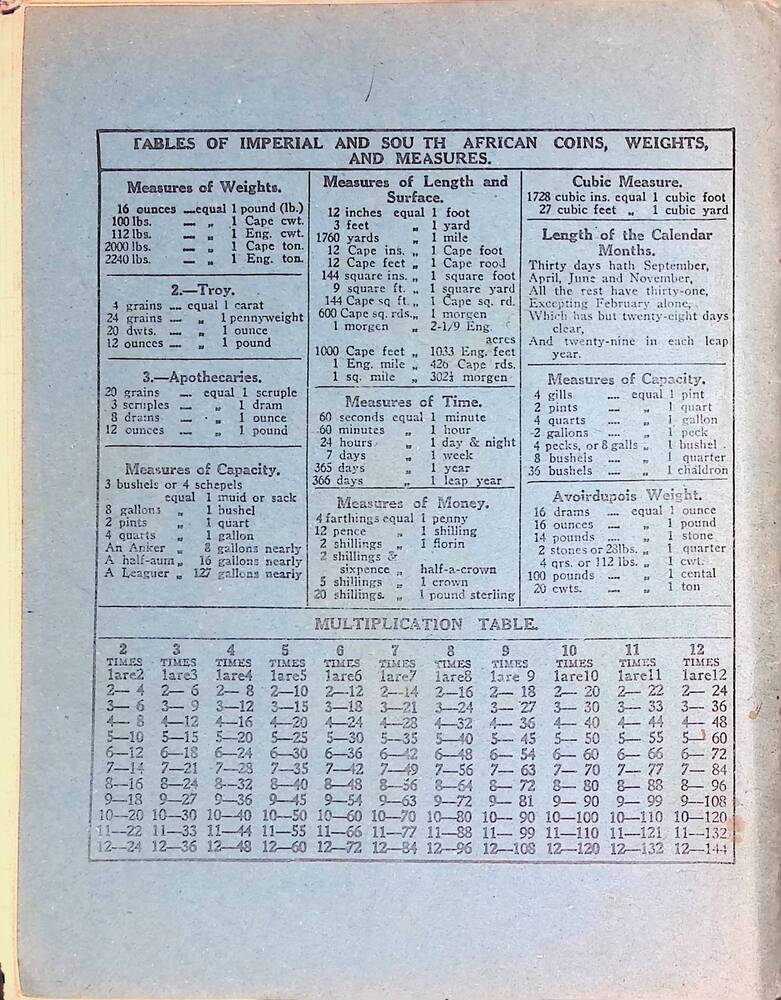 TABLES OF IMPERIAL AND SOU TH AFRICAN COINS, WEIGHTS,
AND MEASURES.
Measures of Weights.
16 ounces — equal 1 pound (lb.)
100 lbs. — „ 1 Cape cwt.
112 lbs. — „ 1 Eng. cwt.
2000 lbs. — „ 1 Cape ton.
2240 lbs. — „ 1 Eng. ton.
2.—Troy.
4 grains — equal 1 carat
24 grains — „ 1 pennyweight
20 dwts. — „ 1 ounce
12 ounces — „ 1 pound
3.—Apothecaries.
20 grains — equal 1 scruple
3 scruples — „ 1 dram
8 drams — „ 1 ounce
12 ounces — „ 1 pound
Measures of Capacity.
3 bushels or 4 schepels
equal 1 muid or sack
8 gallons „ 1 bushel
2 pints „ 1 quart
4 quarts „ 1 gallon
An Anker „ 8 gallons nearly
A half-aum „ 16 gallons nearly
A Leaguer „ 127 gallons nearly
Measures of Length and
Surface.
12 inches equal 1 foot
3 feet „ 1 yard
1760 yards „ 1 mile
12 Cape ins. „ 1 Cape foot
12 Cape feet „ 1 Cape rood
144 square ins. „ 1 square foot
9 square ft. „ 1 square yard
144 Cape sq ft. „ 1 Cape sq. rd.
600 Cape sq. rds. „ 1 morgen
1 morgen „ 2-1/9 Eng.
acres
1000 Cape feet „ 1033 Eng. feet
1 Eng. mile „ 426 Cape rds.
1 sq. mile „ 302½ morgen
Measures of Time.
60 seconds equal 1 minute
60 minutes „ 1 hour
24 hours „ 1 day & night
7 days „ 1 week
365 days „ 1 year
366 days „ 1 leap year
Measures of Money.
4 farthings equal 1 penny
12 pence „ 1 shilling
2 shillings „ 1 florin
2 shillings &
sixpence „ half-a-crown
5 shillings „ 1 crown
20 shillings. „ 1 pound sterling
Cubic Measure.
1728 cubic ins. equal 1 cubic foot
27 cubic feet „ 1 cubic yard
Length of the Calendar
Months.
Thirty days hath September,
April, June and November,
All the rest have thirty-one,
Excepting February alone,
Which has but twenty-eight days
clear,
And twenty-nine in each leap
year.
Measures of Capacity.
4 gills .... equal 1 pint
2 pints .... „ 1 quart
4 quarts .... „ 1 gallon
2 gallons .... „ 1 peck
4 pecks, or 8 galls „ 1 bushel
8 bushels .... „ 1 quarter
36 bushels .... „ 1 chaldron
Avoirdupois Weight.
16 drams — equal 1 ounce
16 ounces — „ 1 pound
14 pounds — „ 1 stone
2 stones or 28lbs. „ 1 quarter
4 qrs. or 112 lbs. „ 1 cwt.
100 pounds — „ 1 cental
20 cwts. — „ 1 ton
MULTIPLICATION TABLE.
2 3 4 5 6 7 8 9 10 11 12
TIMES TIMES TIMES TIMES TIMES TIMES TIMES TIMES TIMES TIMES TIMES
1are2 1are3 1are4 1are5 1are6 1are7 1are8 1are 9 1are10 1are11 1are12
2—4 2—6 2—8 2—10 2—12 2—14 2—16 2—18 2—20 2—22 2—24
3—6 3—9 3—12 3—15 3—18 3—21 3—24 3—27 3—30 3—33 3—36
4—8 4—12 4—16 4—20 4—24 4—28 4—32 4—36 4—40 4—44 4—48
5—10 5—15 5—20 5—25 5—30 5—35 5—40 5—45 5—50 5—55 5—60
6—12 6—18 6—24 6—30 6—36 6—42 6—48 6—54 6—60 6—66 6—72
7—14 7—21 7—28 7—35 7—42 7—49 7—56 7—63 7—70 7—77 7—84
8—16 8—24 8—32 8—40 8—48 8—56 8—64 8—72 8—80 8—88 8—96
9—18 9—27 9—36 9—45 9—54 9—63 9—72 9—81 9—90 9—99 9—108
10—20 10—30 10—40 10—50 10—60 10—70 10—80 10—90 10—100 10—110 10—120
11—22 11—33 11—44 11—55 11—66 11—77 11—88 11—99 11—110 11—121 11—132
12—24 12—36 12—48 12—60 12—72 12—84 12—96 12—108 12—120 12—132 12—144